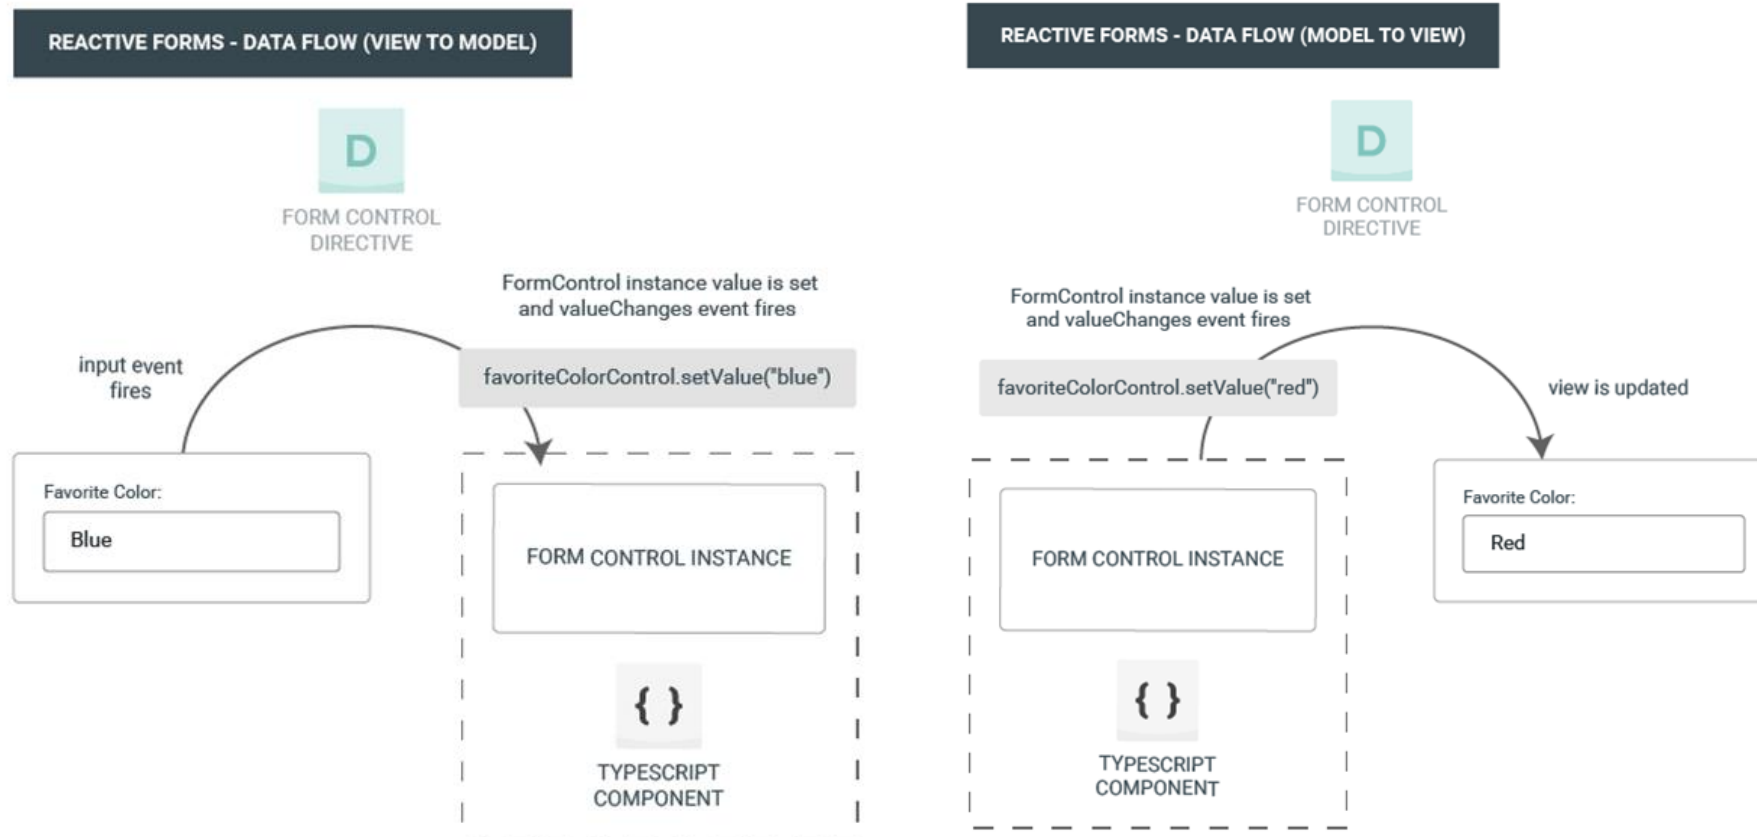 REACTIVE FORMS - DATA FLOW (VIEW TO MODEL)
D
FORM CONTROL
DIRECTIVE
FormControl instance value is set
and valueChanges event fires
input event
fires
favoriteColorControl.setValue("blue")
Favorite Color:
Blue
FORM CONTROL INSTANCE
{ }
TYPESCRIPT
COMPONENT
REACTIVE FORMS - DATA FLOW (MODEL TO VIEW)
D
FORM CONTROL
DIRECTIVE
FormControl instance value is set
and valueChanges event fires
favoriteColorControl.setValue("red")
view is updated
FORM CONTROL INSTANCE
Favorite Color:
Red
{ }
TYPESCRIPT
COMPONENT